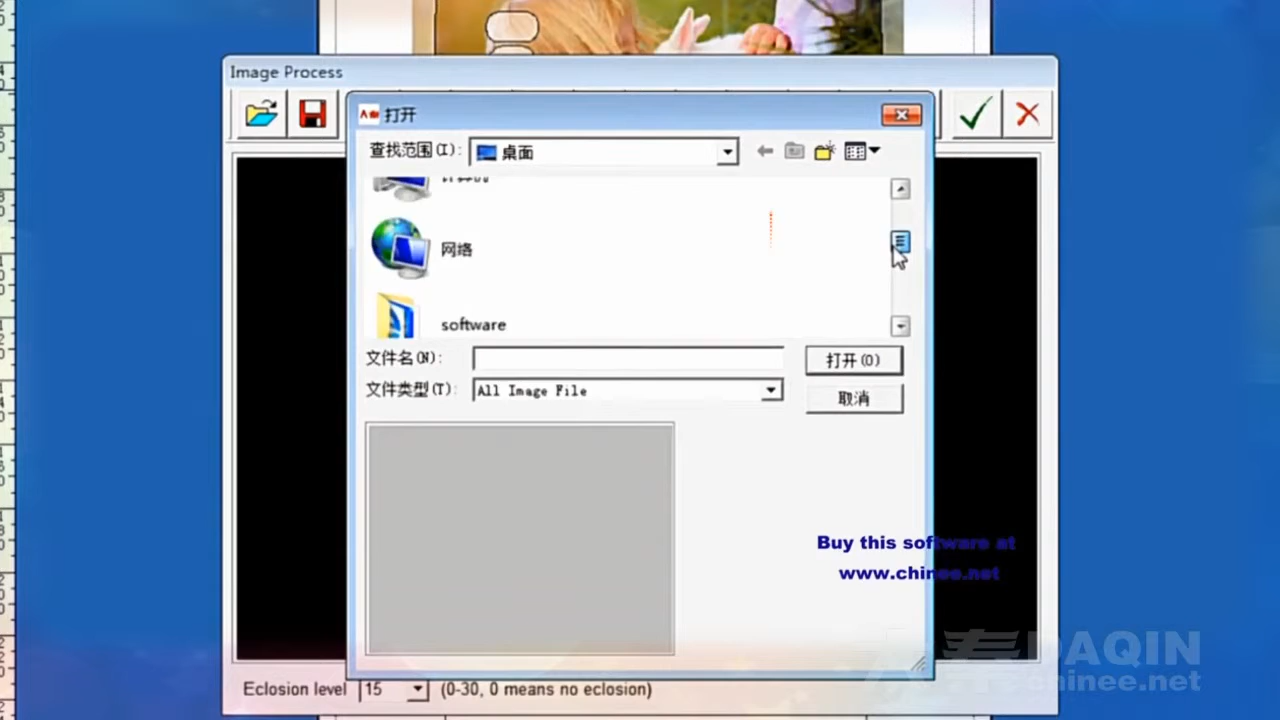 Image Process
打开
查找范围(I):
桌面
网络
software
文件名(N):
打开(O)
文件类型(T):
All Image File
取消
Buy this software at
www.chinee.net
DAQIN
chinee.net
Eclosion level
15
(0-30, 0 means no eclosion)